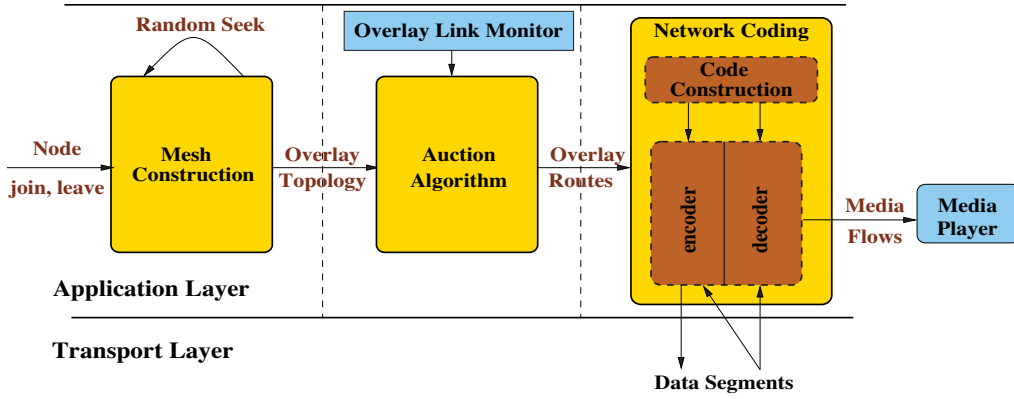 Random Seek
Overlay Link Monitor
Network Coding
Code
Construction
Node
join, leave
Mesh
Construction
Overlay
Topology
Auction
Algorithm
Overlay
Routes
encoder
decoder
Media
Flows
Media
Player
Application Layer
Transport Layer
Data Segments